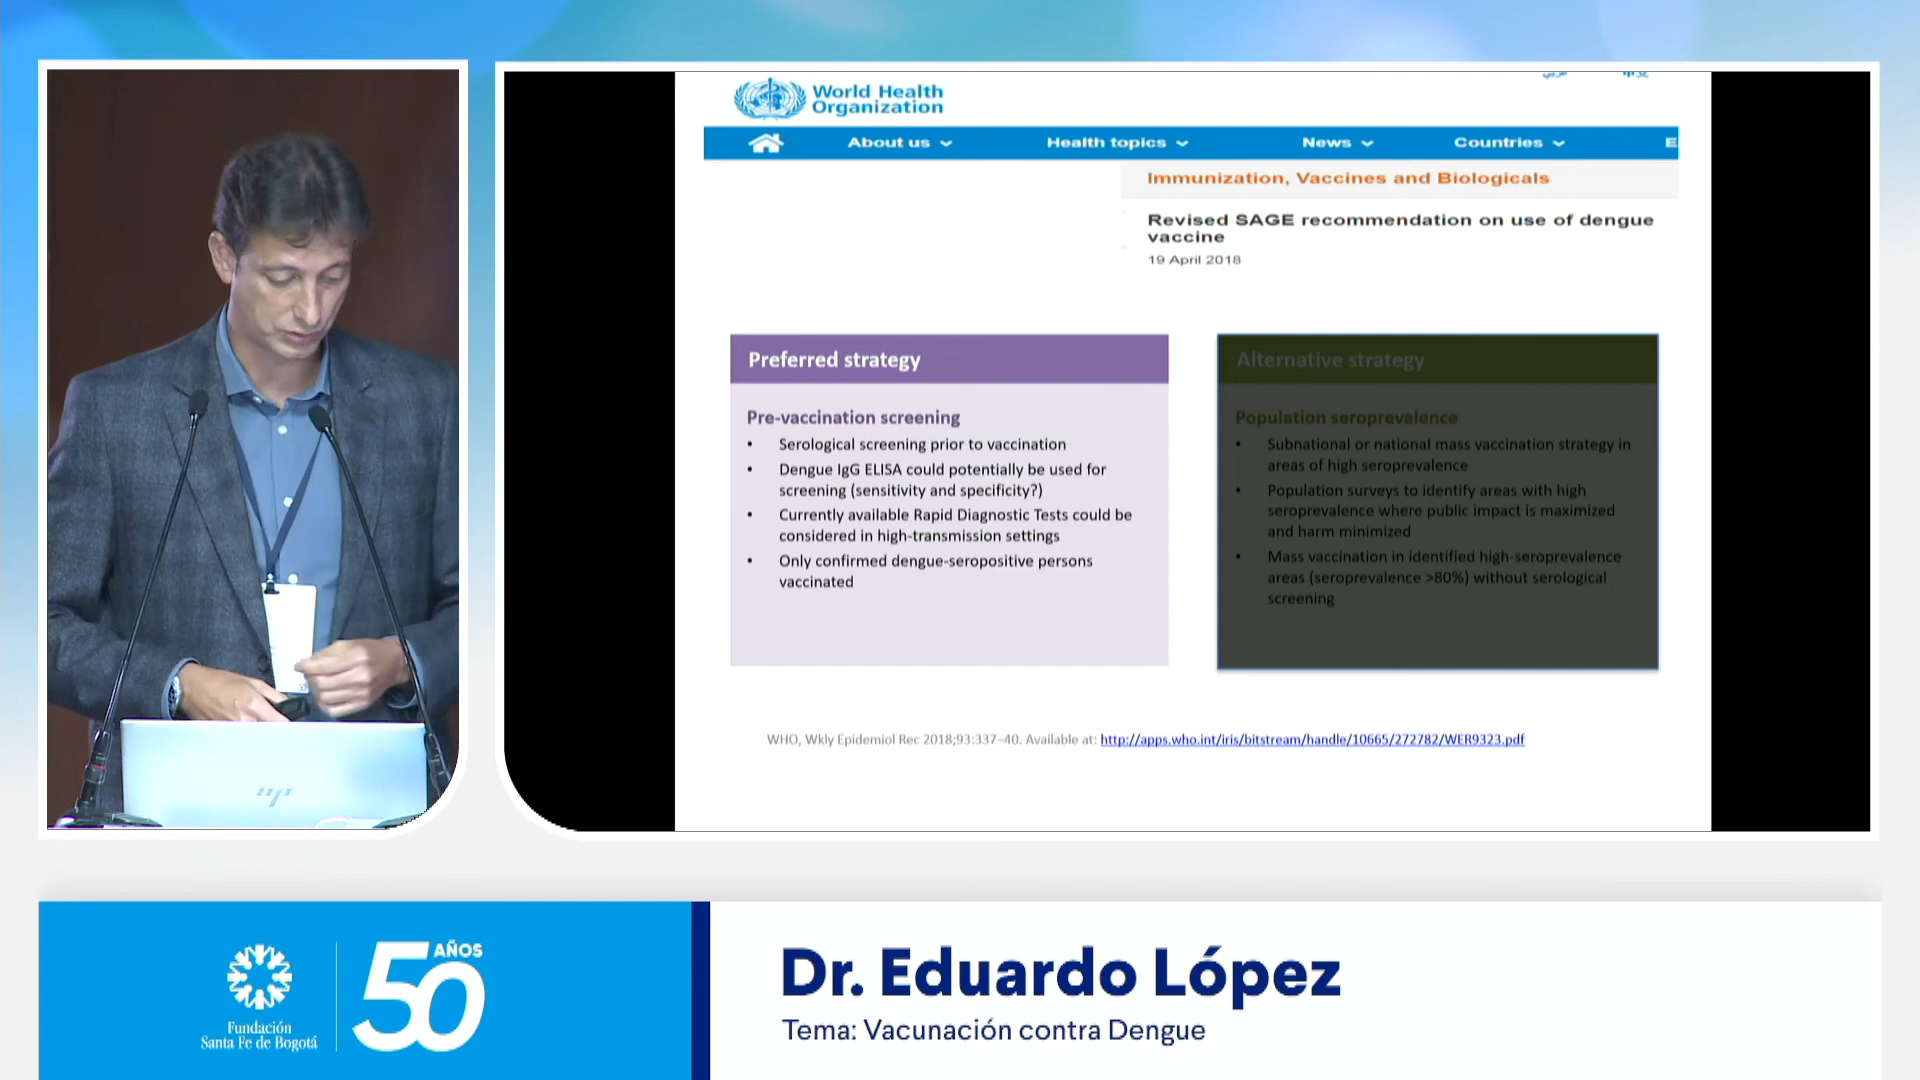 World Health
Organization
About us
Health topics
News
Countries
E
Immunization, Vaccines and Biologicals
Revised SAGE recommendation on use of dengue
vaccine
19 April 2018
Preferred strategy
Pre-vaccination screening
• Serological screening prior to vaccination
• Dengue IgG ELISA could potentially be used for
screening (sensitivity and specificity?)
• Currently available Rapid Diagnostic Tests could be
considered in high-transmission settings
• Only confirmed dengue-seropositive persons
vaccinated
Alternative strategy
Population seroprevalence
• Subnational or national mass vaccination strategy in
areas of high seroprevalence
• Population surveys to identify areas with high
seroprevalence where public impact is maximized
and harm minimized
• Mass vaccination in identified high-seroprevalence
areas (seroprevalence >80%) without serological
screening
WHO, Wkly Epidemiol Rec 2018;93:337–40. Available at: http://apps.who.int/iris/bitstream/handle/10665/272782/WER9323.pdf
hp
Fundación
Santa Fe de Bogotá
50 AÑOS
Dr. Eduardo López
Tema: Vacunación contra Dengue